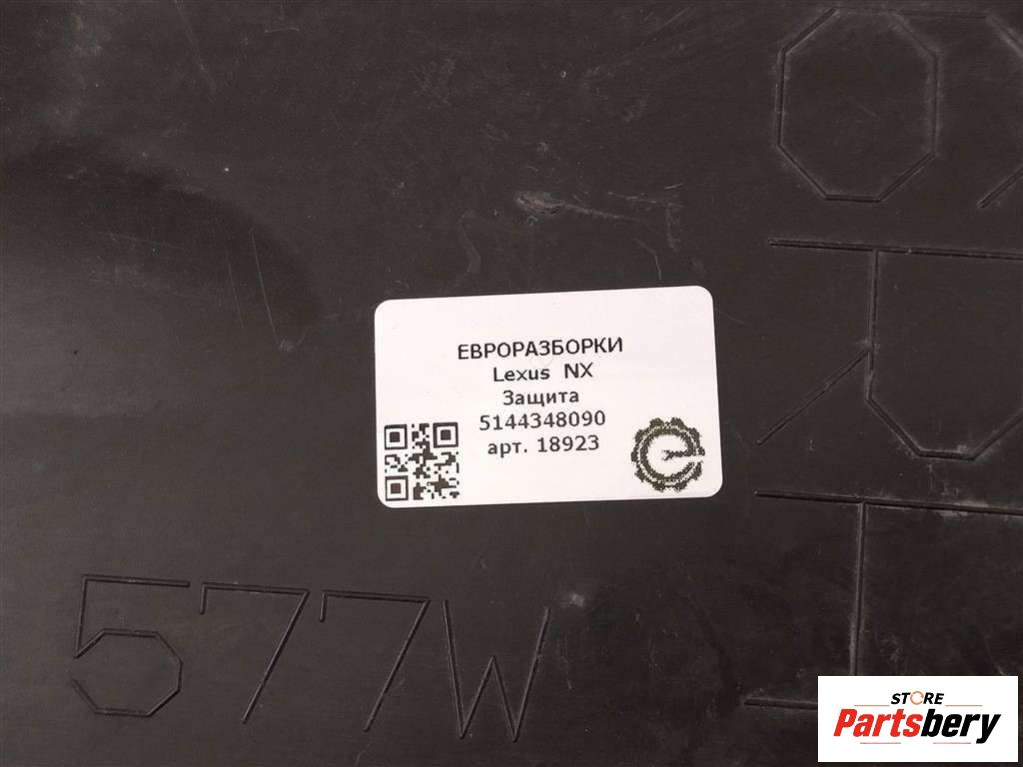 ЕВРОРАЗБОРКИ
Lexus NX
Защита
5144348090
арт. 18923
577W
STORE
Partsbery